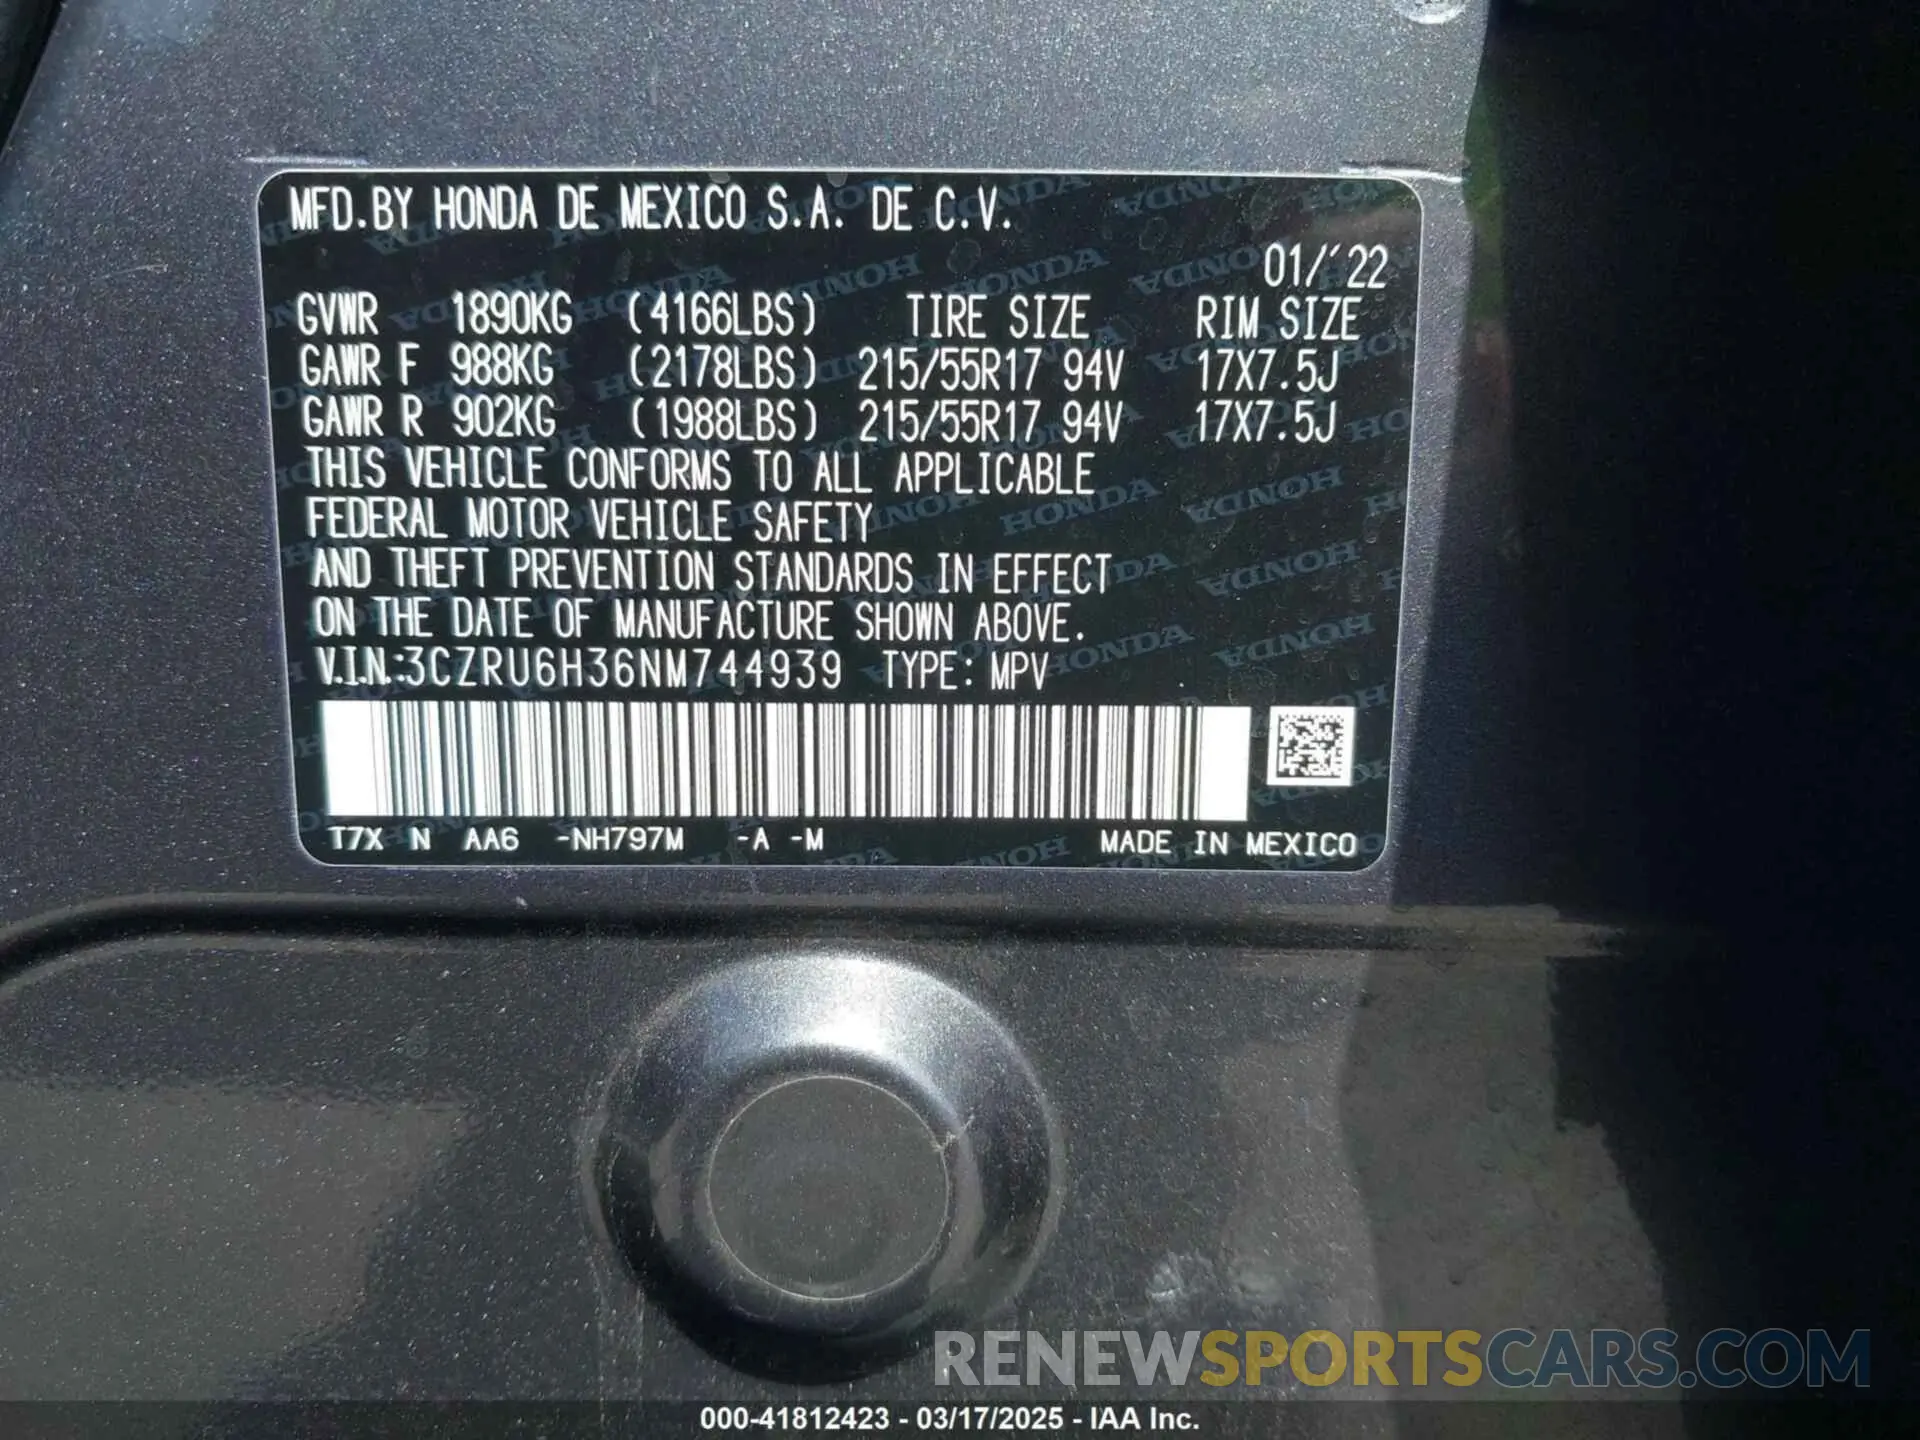 MFD.BY HONDA DE MEXICO S.A. DE C.V.
01/'22
GVWR 1890KG (4166LBS) TIRE SIZE RIM SIZE
GAWR F 988KG (2178LBS) 215/55R17 94V 17X7.5J
GAWR R 902KG (1988LBS) 215/55R17 94V 17X7.5J
THIS VEHICLE CONFORMS TO ALL APPLICABLE
FEDERAL MOTOR VEHICLE SAFETY
AND THEFT PREVENTION STANDARDS IN EFFECT
ON THE DATE OF MANUFACTURE SHOWN ABOVE.
V.I.N.:3CZRU6H36NM744939 TYPE: MPV
T7X N AA6 -NH797M -A -M MADE IN MEXICO
RENEWSPORTSCARS.COM
000-41812423 - 03/17/2025 - IAA Inc.